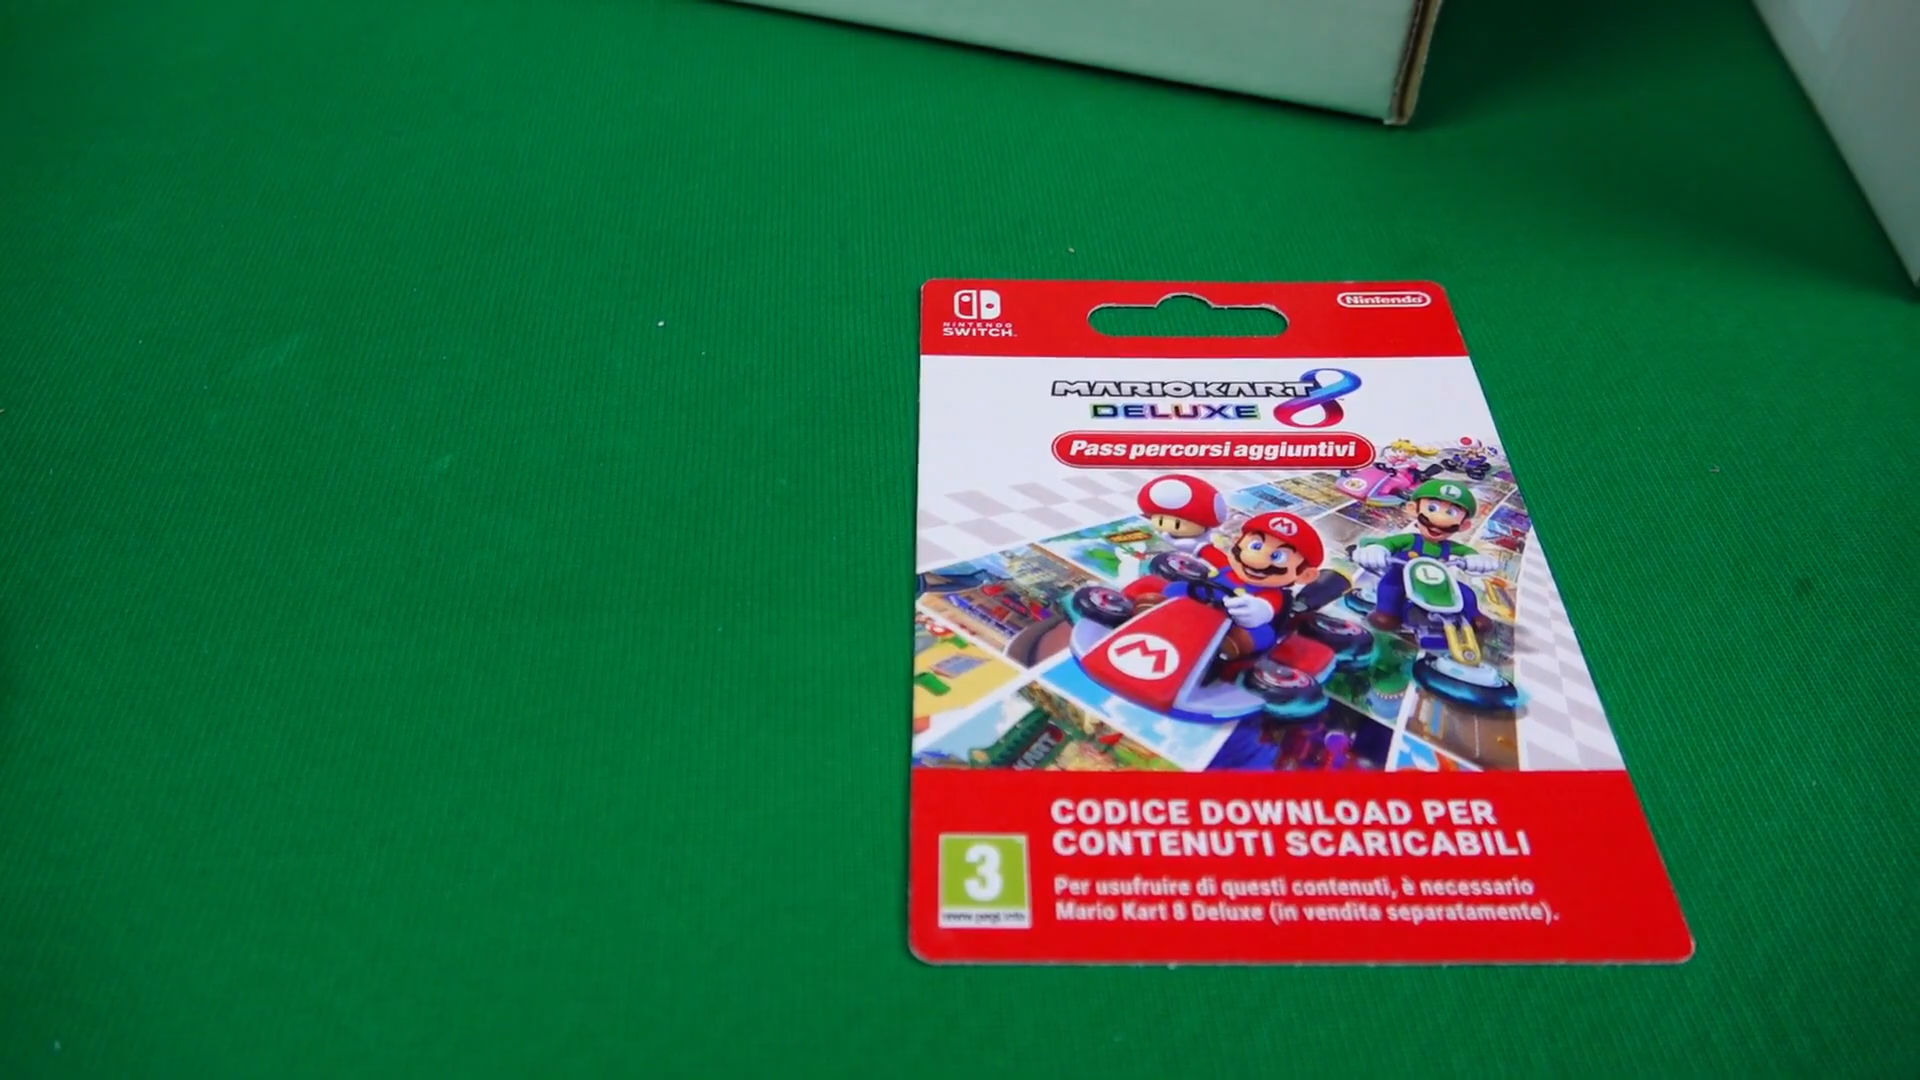 NINTENDO
SWITCH
Nintendo
MARIOKART 8
DELUXE
Pass percorsi aggiuntivi
M
L
M
L
KART
CODICE DOWNLOAD PER
CONTENUTI SCARICABILI
3
www.pegi.info
Per usufruire di questi contenuti, è necessario
Mario Kart 8 Deluxe (in vendita separatamente).